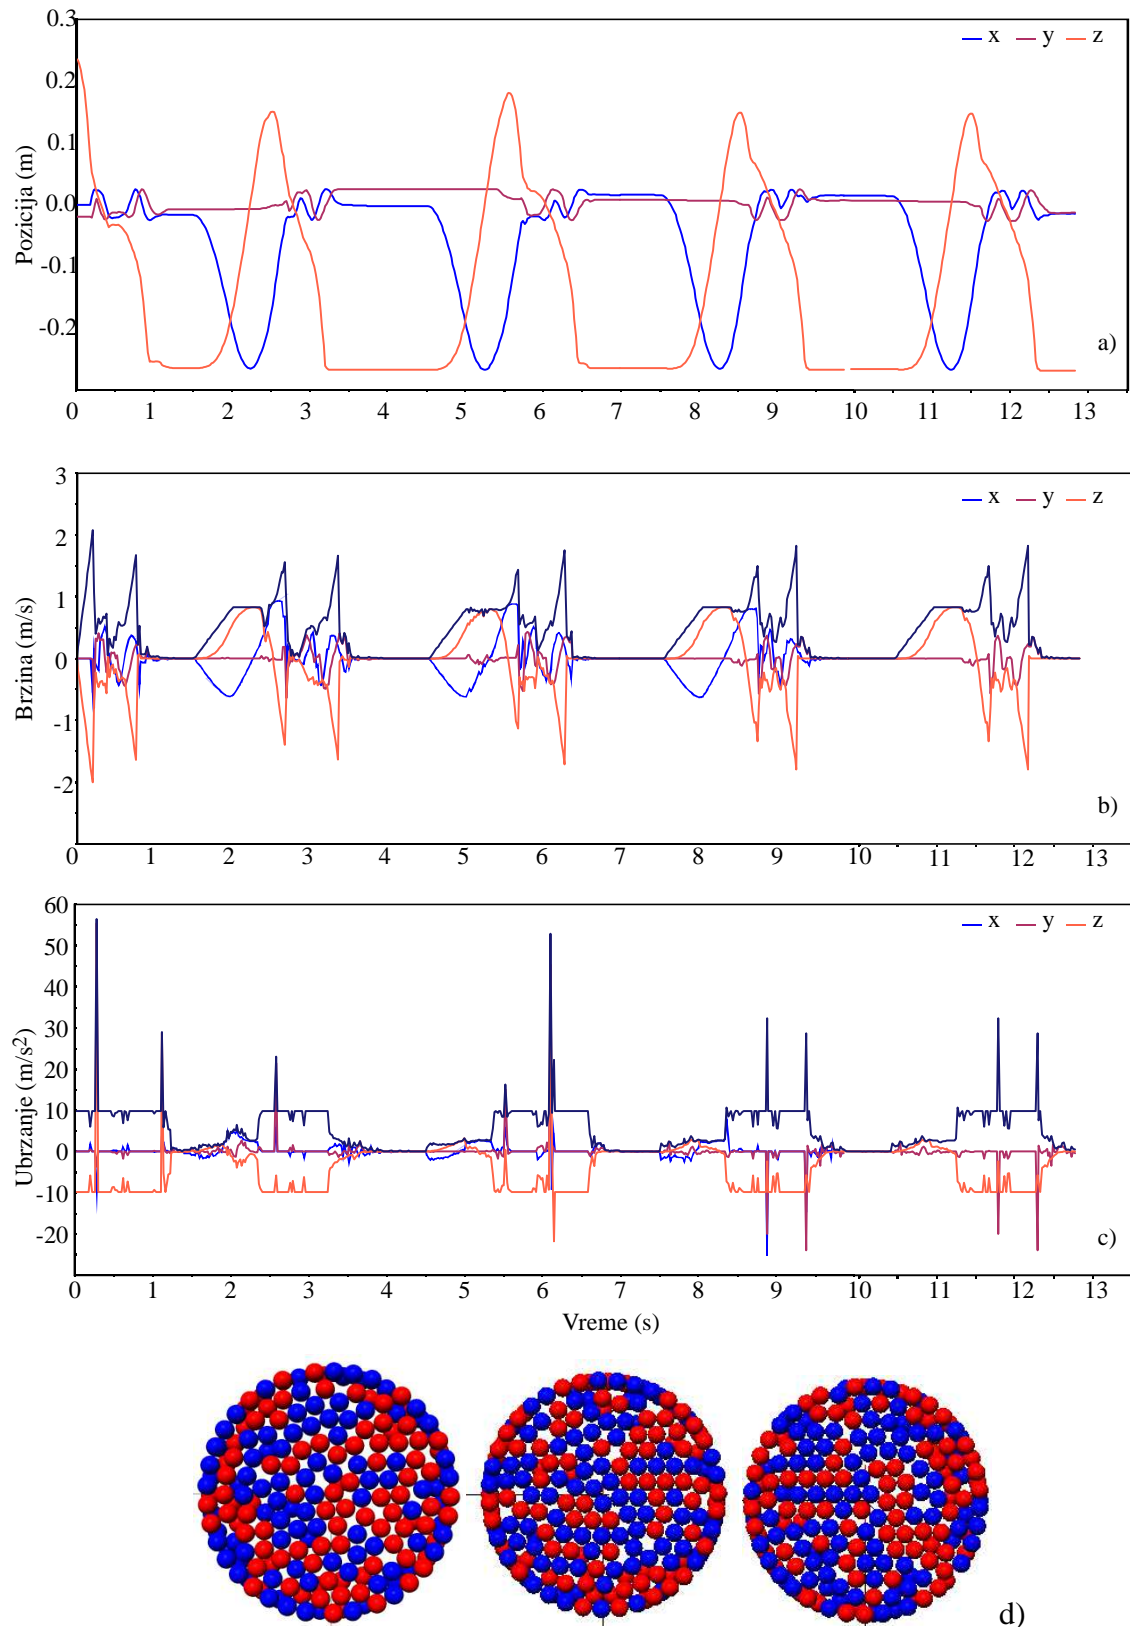 0.3
0.2
0.1
0.0
-0.1
-0.2
Pozicija (m)
x y z
a)
0 1 2 3 4 5 6 7 8 9 10 11 12 13
3
2
1
0
-1
-2
Brzina (m/s)
x y z
b)
0 1 2 3 4 5 6 7 8 9 10 11 12 13
60
50
40
30
20
10
0
-10
-20
Ubrzanje (m/s²)
x y z
c)
0 1 2 3 4 5 6 7 8 9 10 11 12 13
Vreme (s)
d)